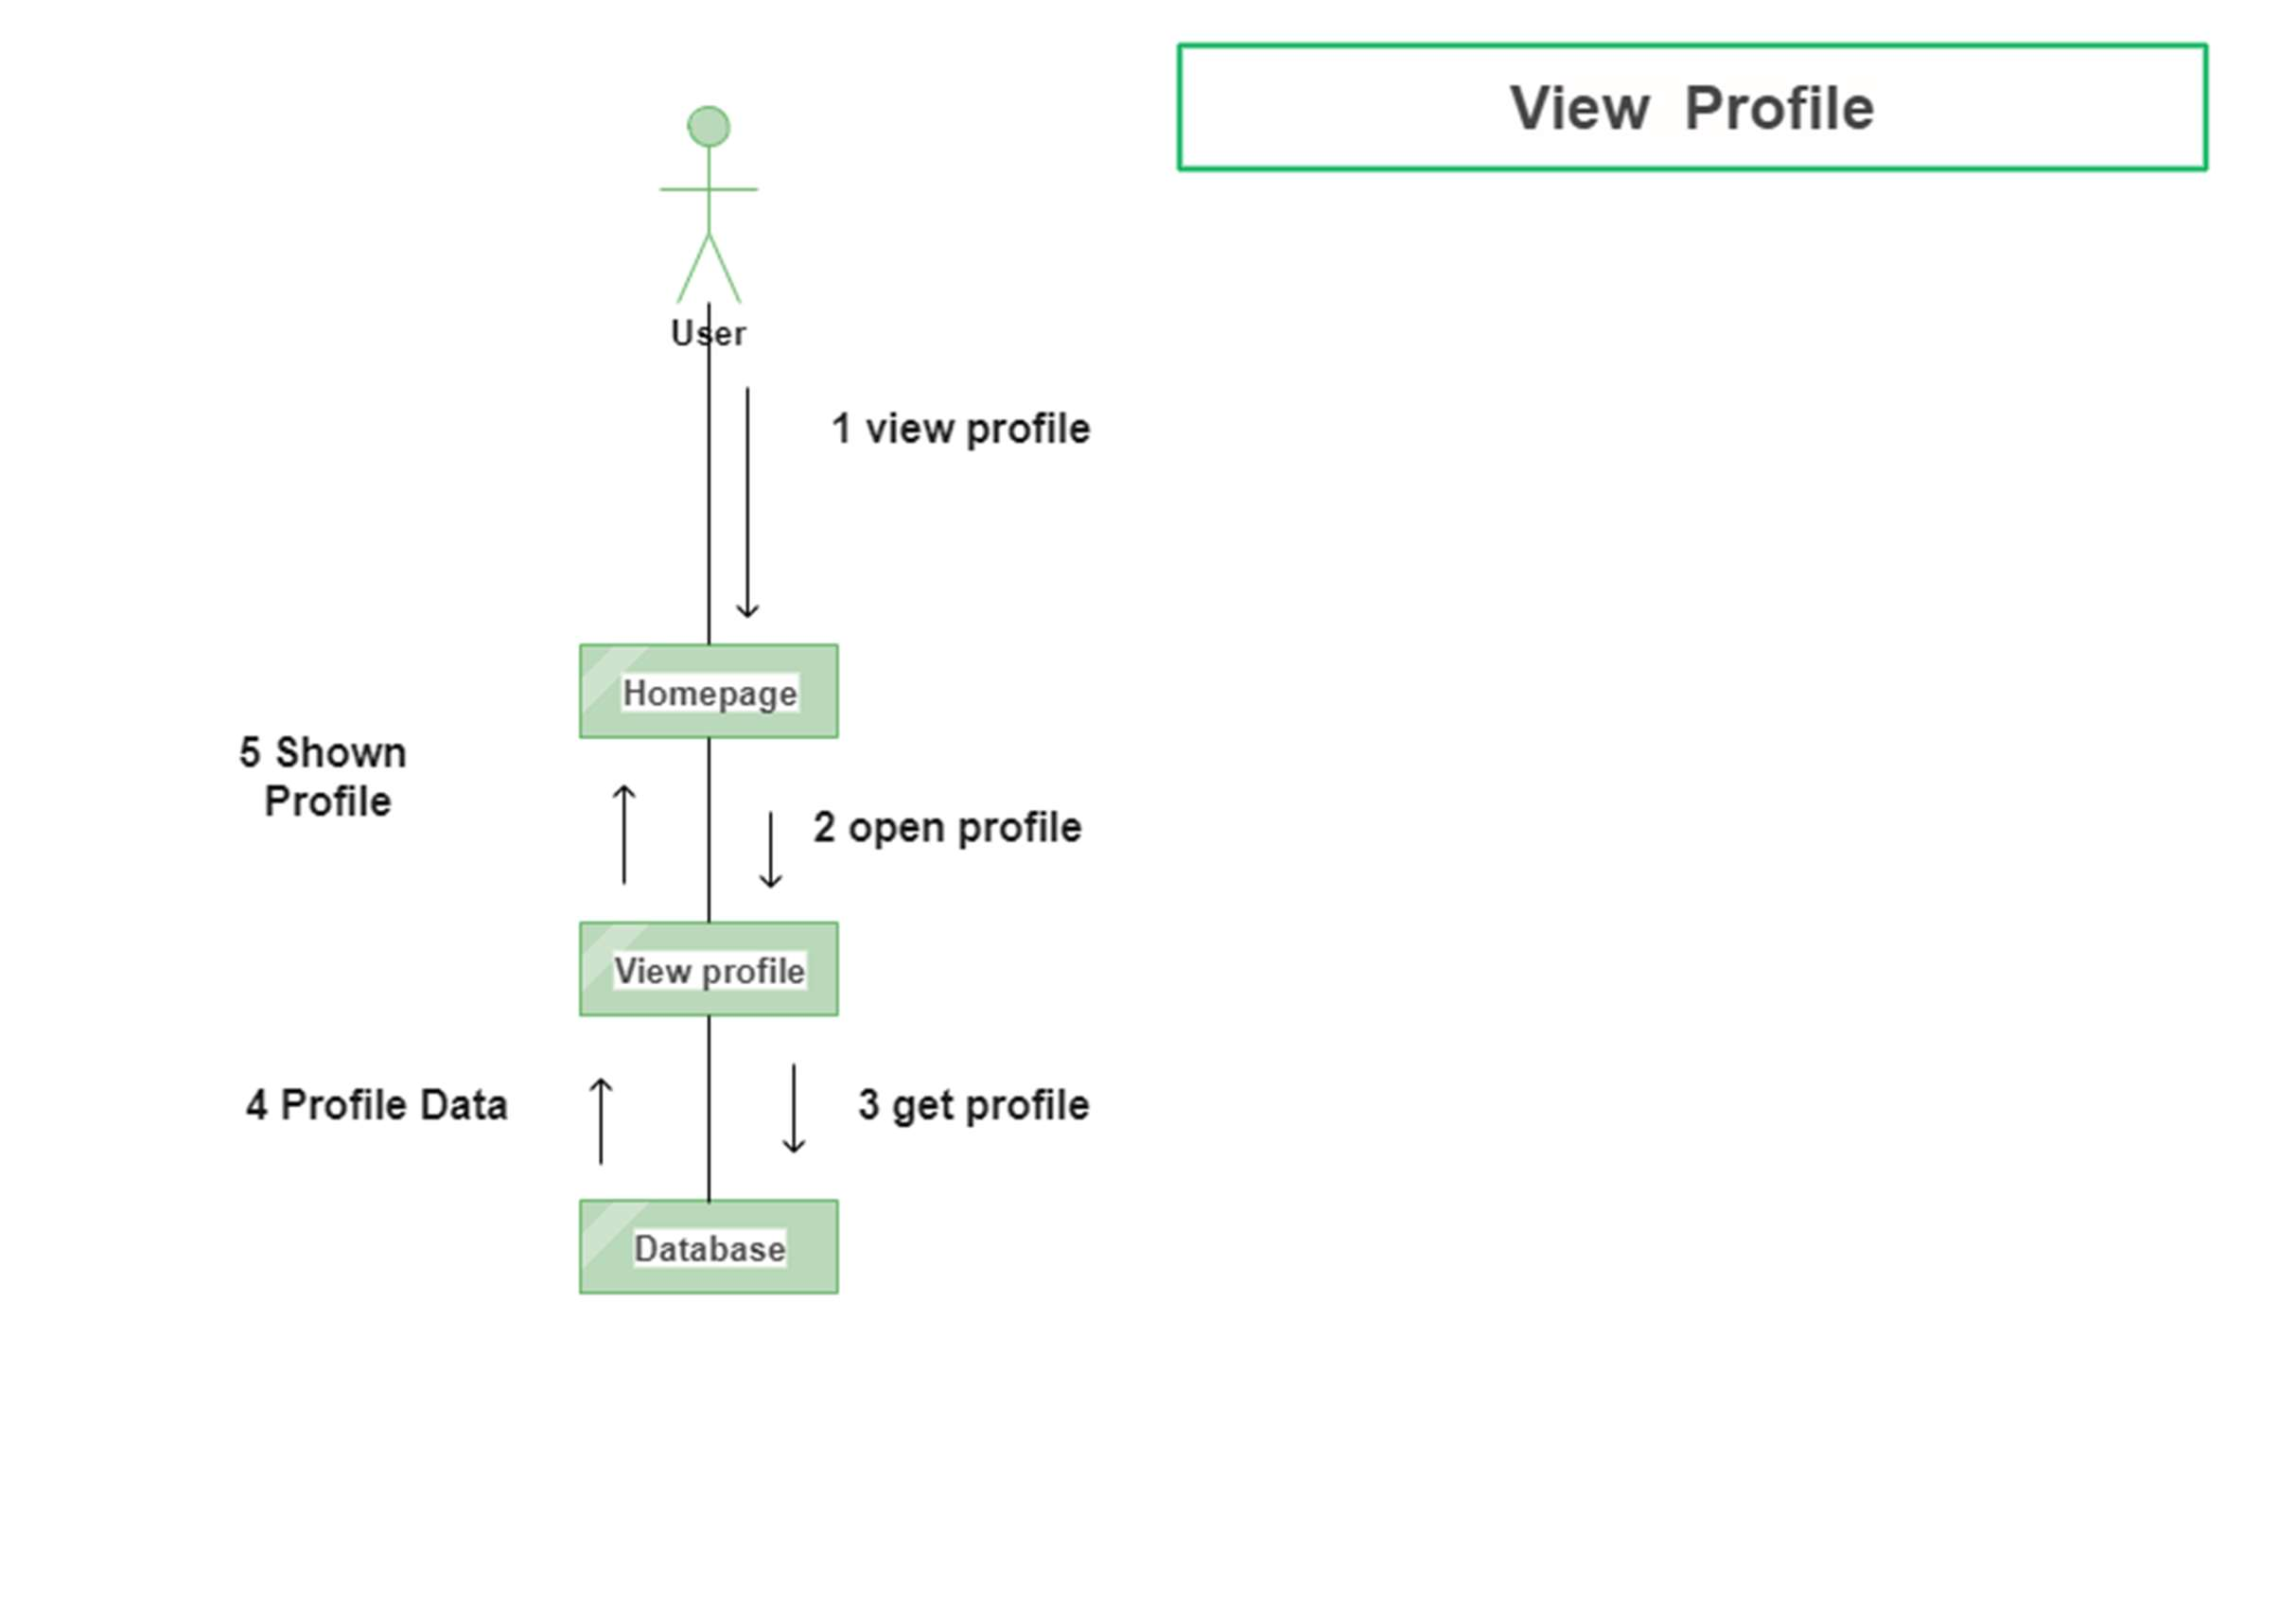 View Profile
User
1 view profile
Homepage
5 Shown
Profile
2 open profile
View profile
4 Profile Data
3 get profile
Database